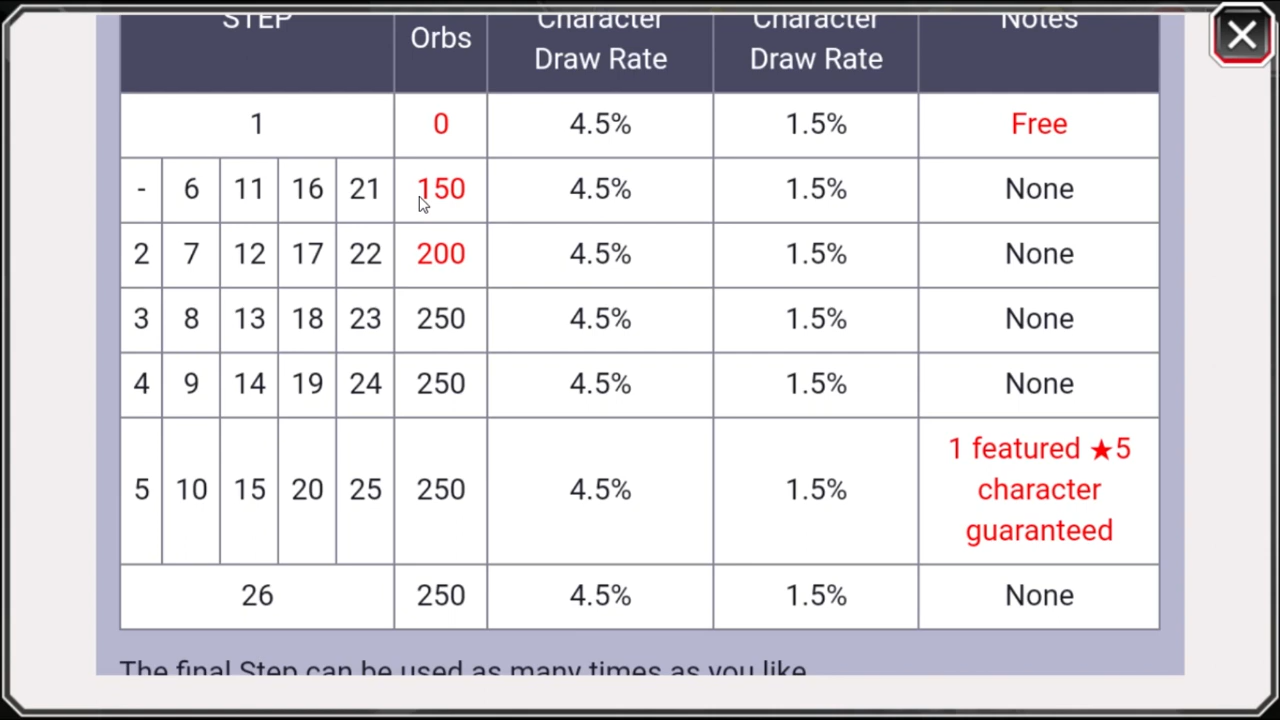 STEP Orbs Character Draw Rate Character Draw Rate Notes
1 0 4.5% 1.5% Free
- 6 11 16 21 150 4.5% 1.5% None
2 7 12 17 22 200 4.5% 1.5% None
3 8 13 18 23 250 4.5% 1.5% None
4 9 14 19 24 250 4.5% 1.5% None
5 10 15 20 25 250 4.5% 1.5% 1 featured ★5 character guaranteed
26 250 4.5% 1.5% None
The final Step can be used as many times as you like